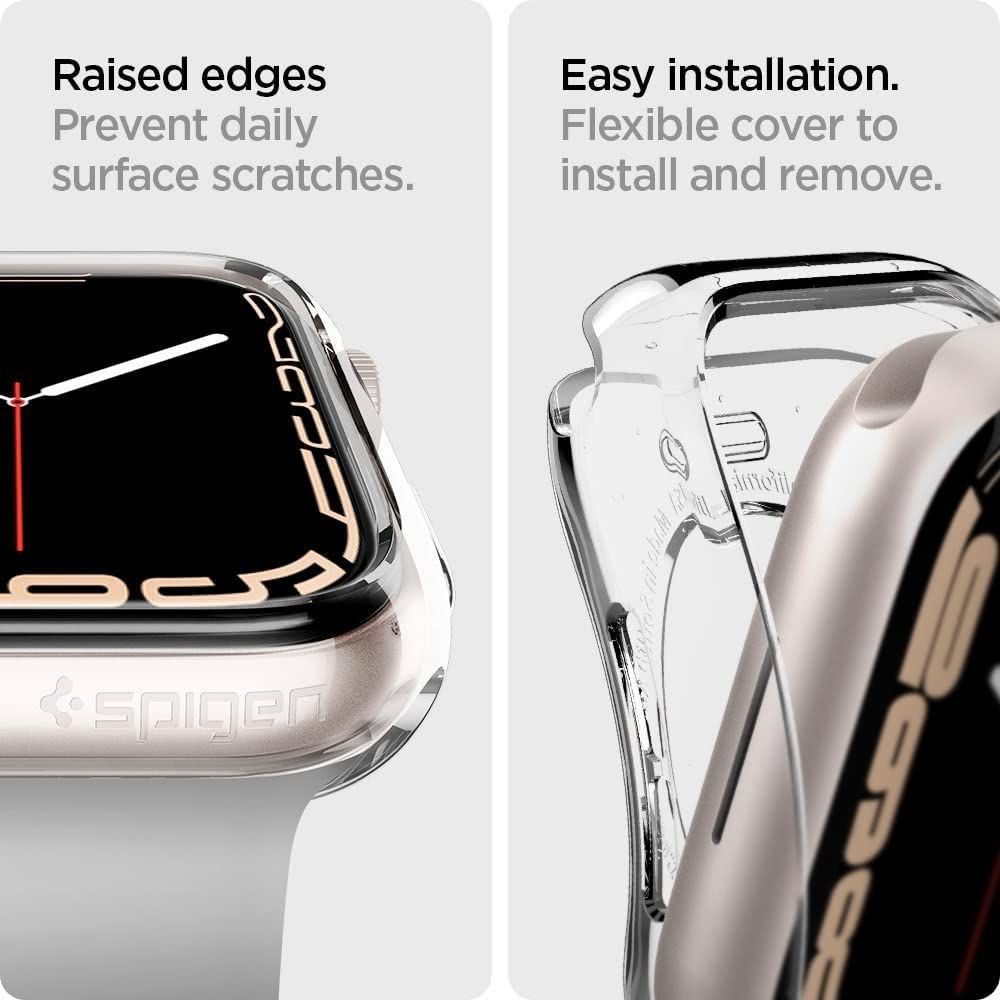 Raised edges
Prevent daily
surface scratches.
spigen
Easy installation.
Flexible cover to
install and remove.